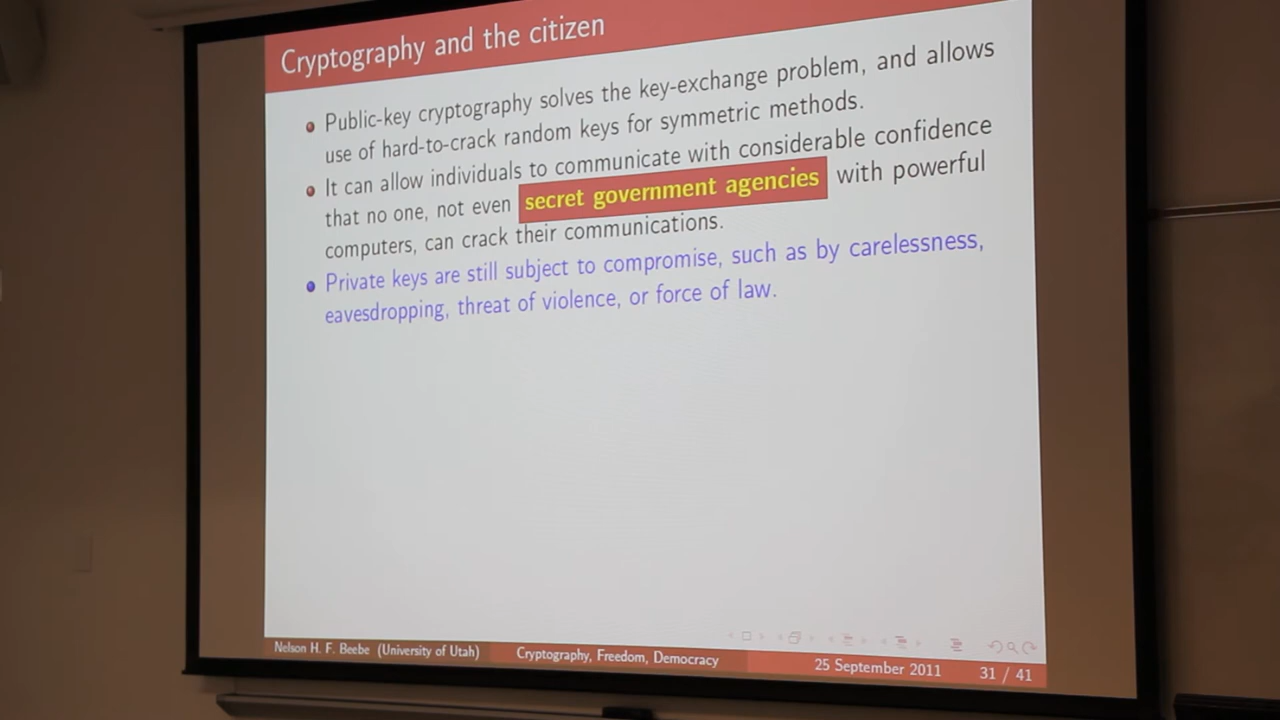 Cryptography and the citizen
Public-key cryptography solves the key-exchange problem, and allows
use of hard-to-crack random keys for symmetric methods.
It can allow individuals to communicate with considerable confidence
that no one, not even secret government agencies with powerful
computers, can crack their communications.
Private keys are still subject to compromise, such as by carelessness,
eavesdropping, threat of violence, or force of law.
Nelson H. F. Beebe (University of Utah) Cryptography, Freedom, Democracy 25 September 2011 31 / 41